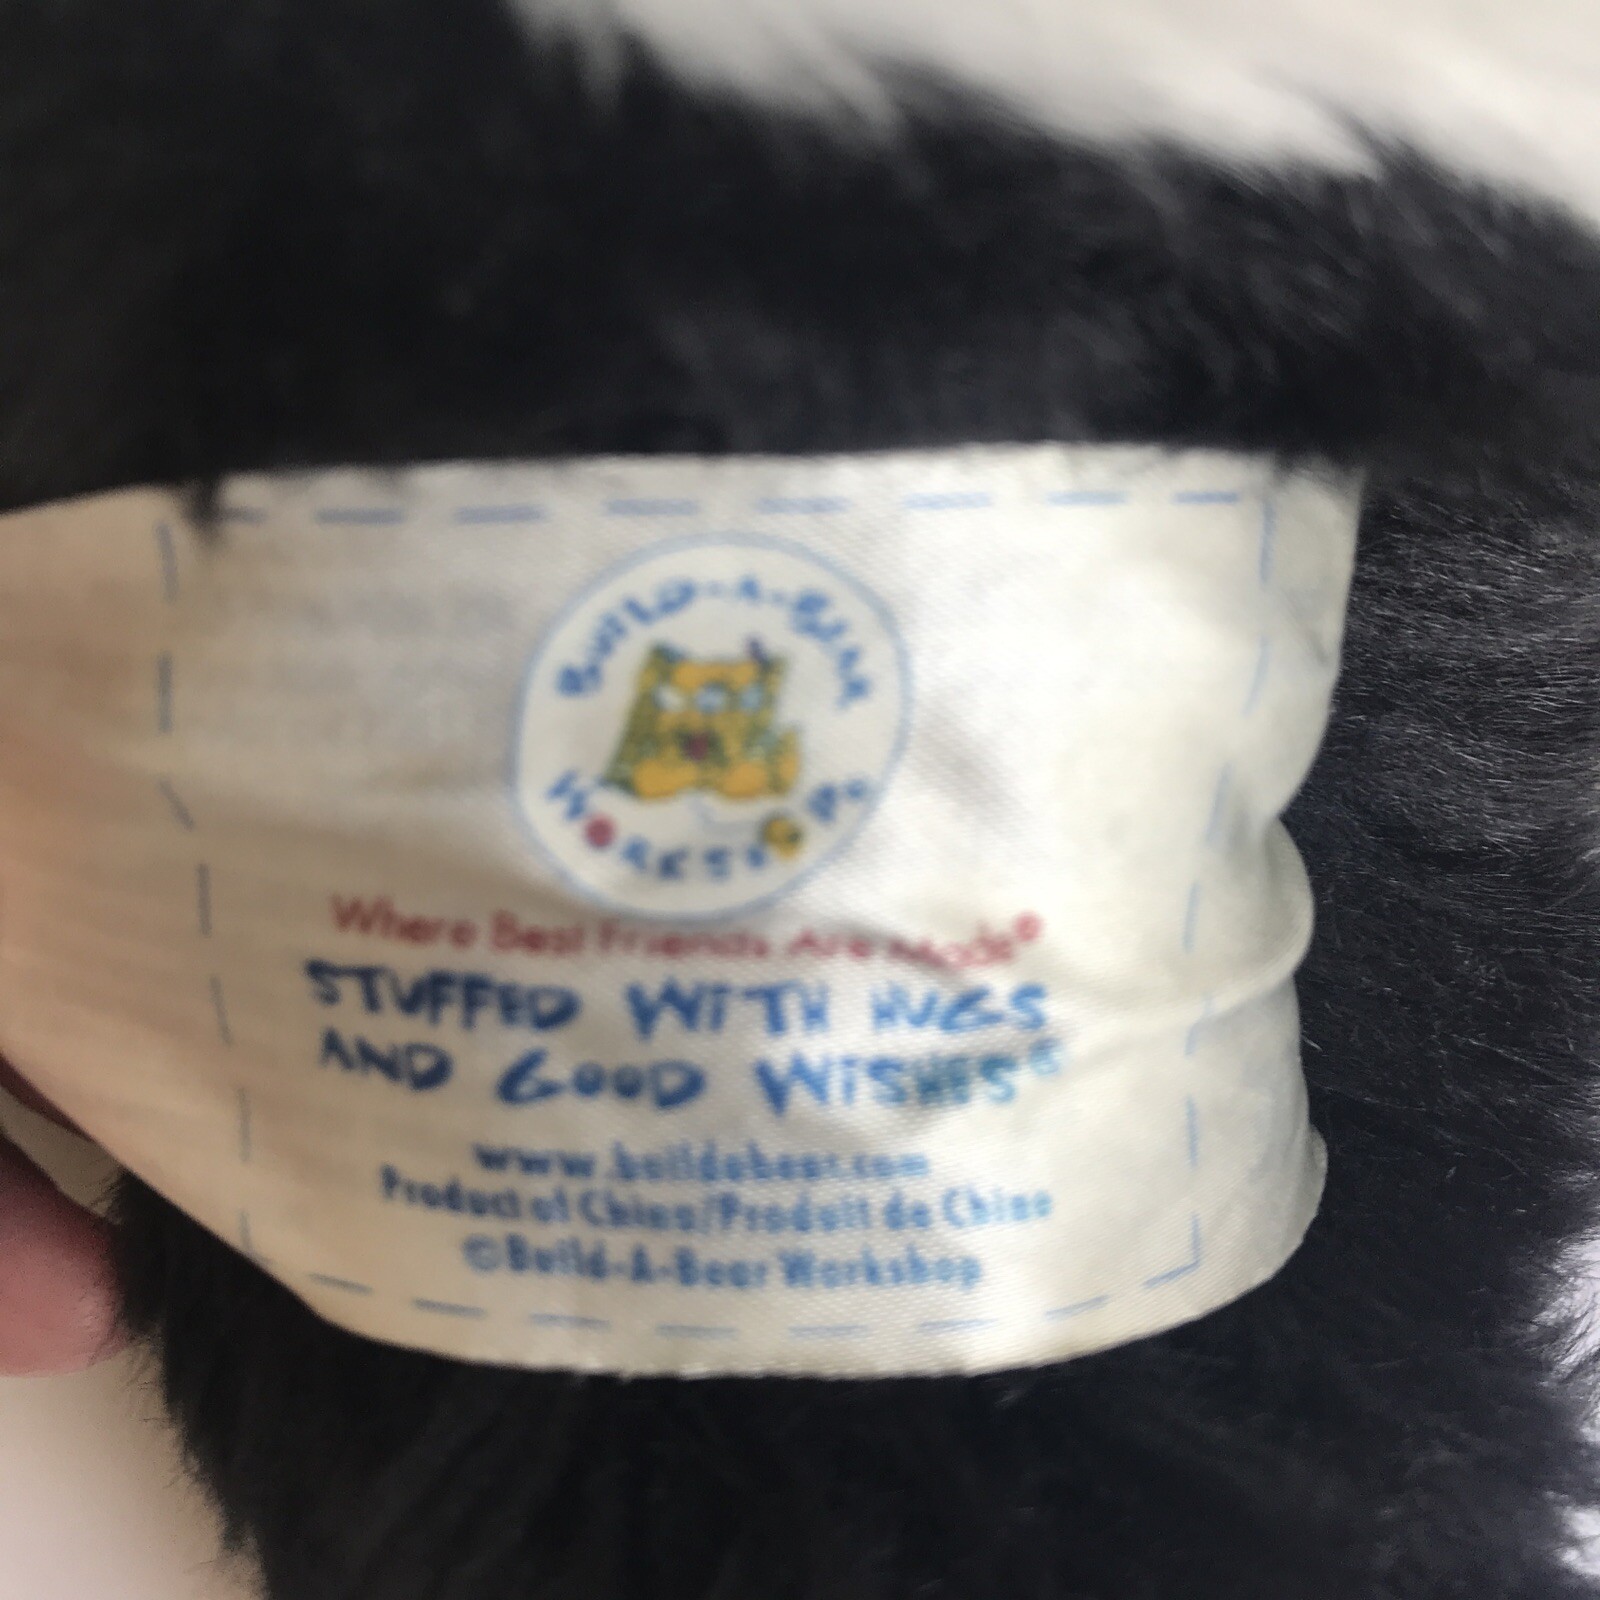 BUILD-A-BEAR
WORKSHOP®
Where Best Friends Are Made®
STUFFED WITH HUGS
AND GOOD WISHES®
www.buildabear.com
Product of China/Produit de Chine
©Build-A-Bear Workshop